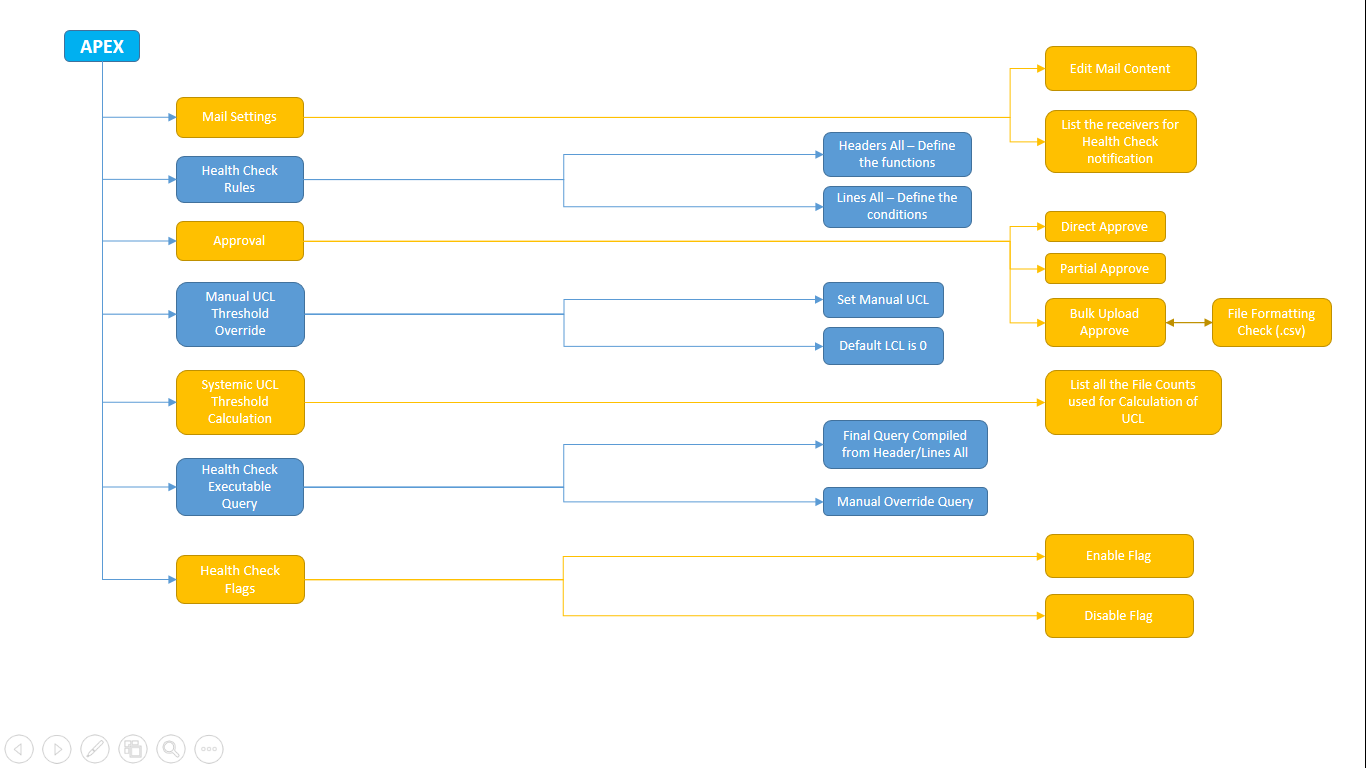 APEX
Mail Settings
Edit Mail Content
List the receivers for
Health Check
notification
Health Check
Rules
Headers All – Define
the functions
Lines All – Define the
conditions
Approval
Direct Approve
Partial Approve
Bulk Upload
Approve
File Formatting
Check (.csv)
Manual UCL
Threshold
Override
Set Manual UCL
Default LCL is 0
Systemic UCL
Threshold
Calculation
List all the File Counts
used for Calculation of
UCL
Health Check
Executable
Query
Final Query Compiled
from Header/Lines All
Manual Override Query
Health Check
Flags
Enable Flag
Disable Flag